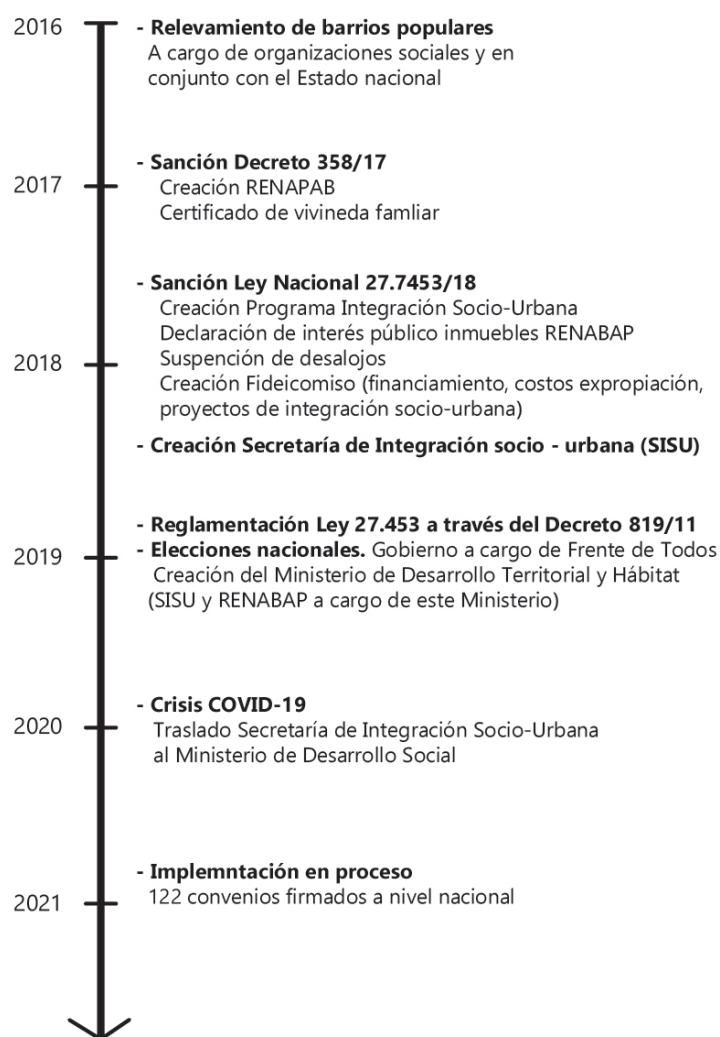 2016
- Relevamiento de barrios populares
A cargo de organizaciones sociales y en
conjunto con el Estado nacional
- Sanción Decreto 358/17
2017
Creación RENAPAB
Certificado de vivineda famliar
- Sanción Ley Nacional 27.7453/18
Creación Programa Integración Socio-Urbana
Declaración de interés público inmuebles RENABAP
2018
Suspención de desalojos
Creación Fideicomiso (financiamiento, costos expropiación,
proyectos de integración socio-urbana)
- Creación Secretaría de Integración socio - urbana (SISU)
- Reglamentación Ley 27.453 a través del Decreto 819/11
2019
- Elecciones nacionales. Gobierno a cargo de Frente de Todos
Creación del Ministerio de Desarrollo Territorial y Hábitat
(SISU y RENABAP a cargo de este Ministerio)
- Crisis COVID-19
2020
Traslado Secretaría de Integración Socio-Urbana
al Ministerio de Desarrollo Social
- Implemntación en proceso
2021
122 convenios firmados a nivel nacional